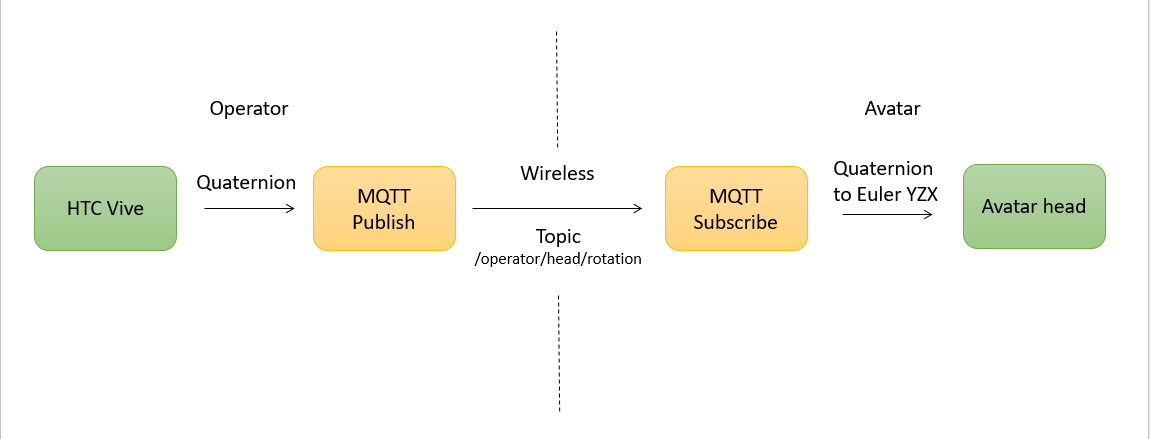 Operator
Avatar
HTC Vive
Quaternion
MQTT
Publish
Wireless
Topic
/operator/head/rotation
MQTT
Subscribe
Quaternion
to Euler YZX
Avatar head